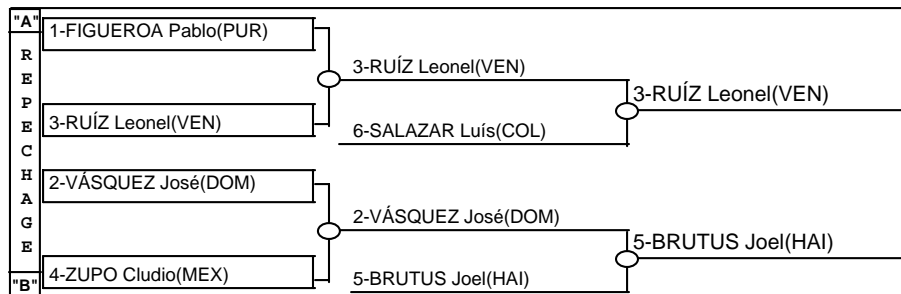 "A"
1-FIGUEROA Pablo(PUR)
REPECHAGE
3-RUÍZ Leonel(VEN)
3-RUÍZ Leonel(VEN)
3-RUÍZ Leonel(VEN)
6-SALAZAR Luís(COL)
2-VÁSQUEZ José(DOM)
2-VÁSQUEZ José(DOM)
5-BRUTUS Joel(HAI)
4-ZUPO Cludio(MEX)
5-BRUTUS Joel(HAI)
"B"